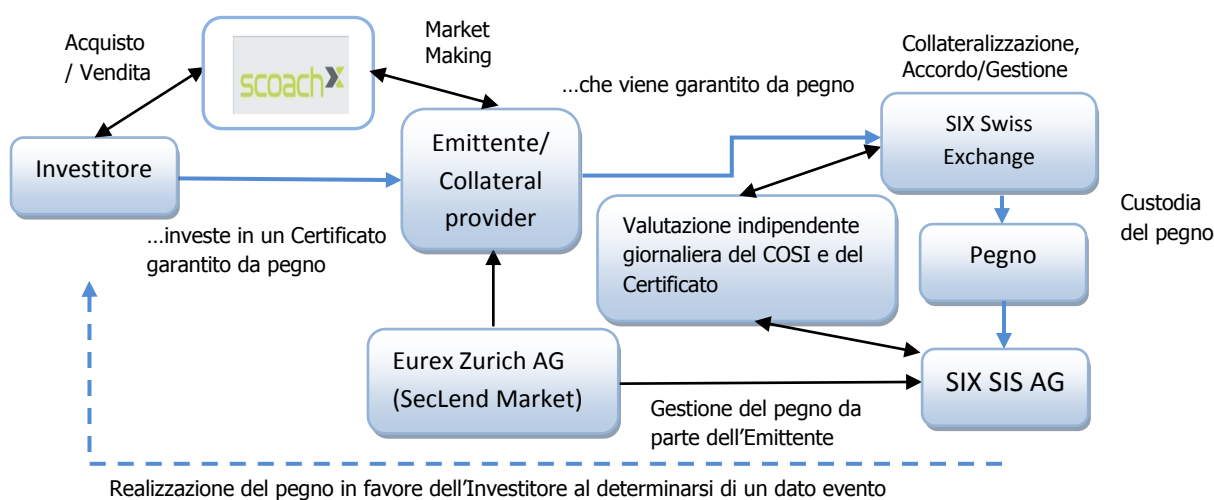 Acquisto
/ Vendita
scoach X
Market
Making
Collateralizzazione,
Accordo/Gestione
…che viene garantito da pegno
Investitore
Emittente/
Collateral
provider
SIX Swiss
Exchange
…investe in un Certificato
garantito da pegno
Valutazione indipendente
giornaliera del COSI e del
Certificato
Custodia
del pegno
Pegno
Eurex Zurich AG
(SecLend Market)
SIX SIS AG
Gestione del pegno da
parte dell’Emittente
Realizzazione del pegno in favore dell’Investitore al determinarsi di un dato evento